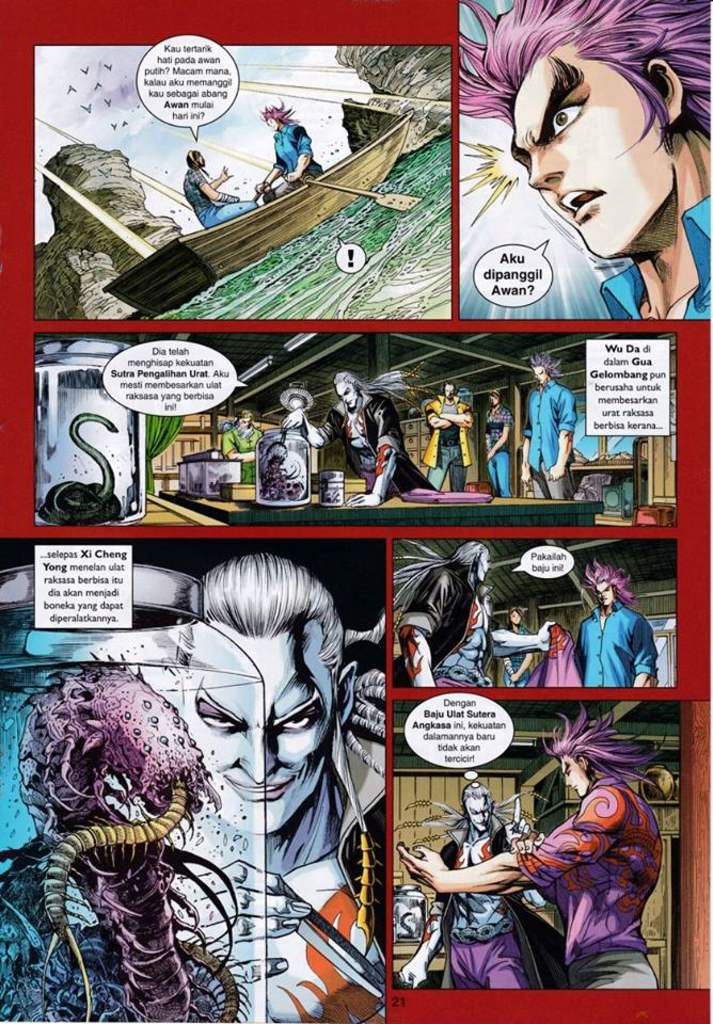 Kau tertarik
hati pada awan
putih? Macam mana,
kalau aku memanggil
kau sebagai abang
Awan mulai
hari ini?
!
Aku
dipanggil
Awan?
Dia telah
menghisap kekuatan
Sutra Pengalihan Urat. Aku
mesti membesarkan ulat
raksasa yang berbisa
ini!
Wu Da di
dalam Gua
Gelombang pun
berusaha untuk
membesarkan
urat raksasa
berbisa kerana...
...selepas Xi Cheng
Yong menelan ulat
raksasa berbisa itu
dia akan menjadi
boneka yang dapat
diperalatkannya.
Pakailah
baju ini!
Dengan
Baju Ulat Sutera
Angkasa ini, kekuatan
dalamannya baru
tidak akan
tercicir!
21